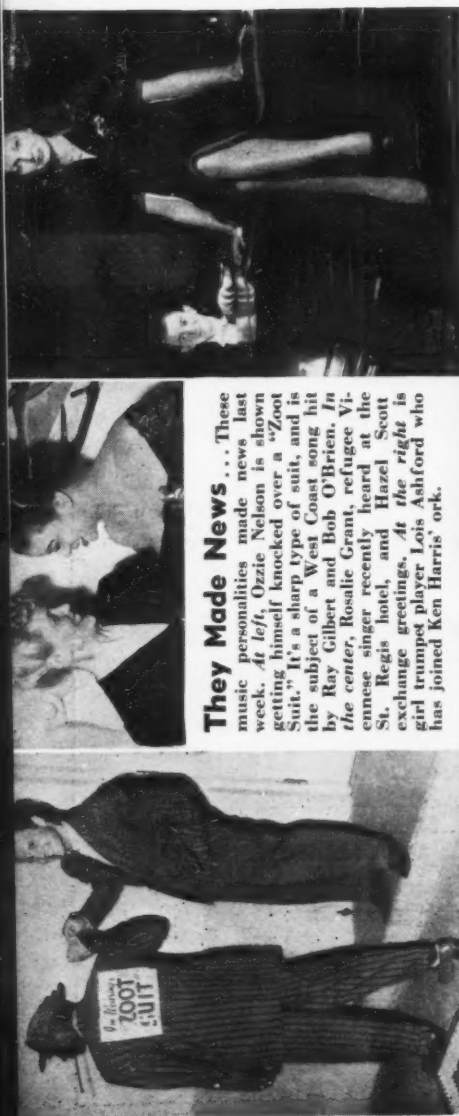 They Made News ... These
music personalities made news last
week. At left, Ozzie Nelson is shown
getting himself knocked over a "Zoot
Suit." It's a sharp type of suit, and is
the subject of a West Coast song hit
by Ray Gilbert and Bob O'Brien. In
the center, Rosalie Grant, refugee Vi-
ennese singer recently heard at the
St. Regis hotel, and Hazel Scott
exchange greetings. At the right is
girl trumpet player Lois Ashford who
has joined Ken Harris' ork.
ZOOT
SUIT